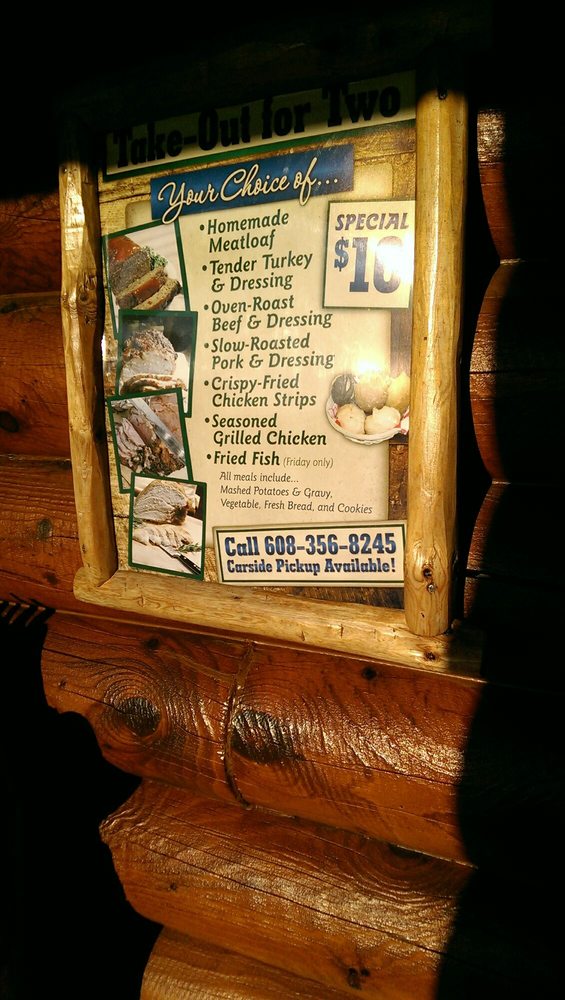 Take-Out for Two
Your Choice of...
• Homemade
Meatloaf
• Tender Turkey
& Dressing
• Oven-Roast
Beef & Dressing
• Slow-Roasted
Pork & Dressing
• Crispy-Fried
Chicken Strips
• Seasoned
Grilled Chicken
• Fried Fish (Friday only)
All meals include...
Mashed Potatoes & Gravy,
Vegetable, Fresh Bread, and Cookies
SPECIAL
$10
Call 608-356-8245
Carside Pickup Available!